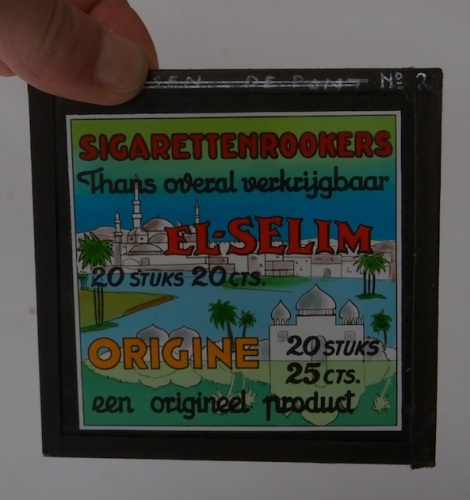 SEN. DE PONT No 2
SIGARETTENROOKERS
Thans overal verkrijgbaar
EL-SELIM
20 STUKS 20 CTS.
ORIGINE
20 STUKS
25 CTS.
een origineel product